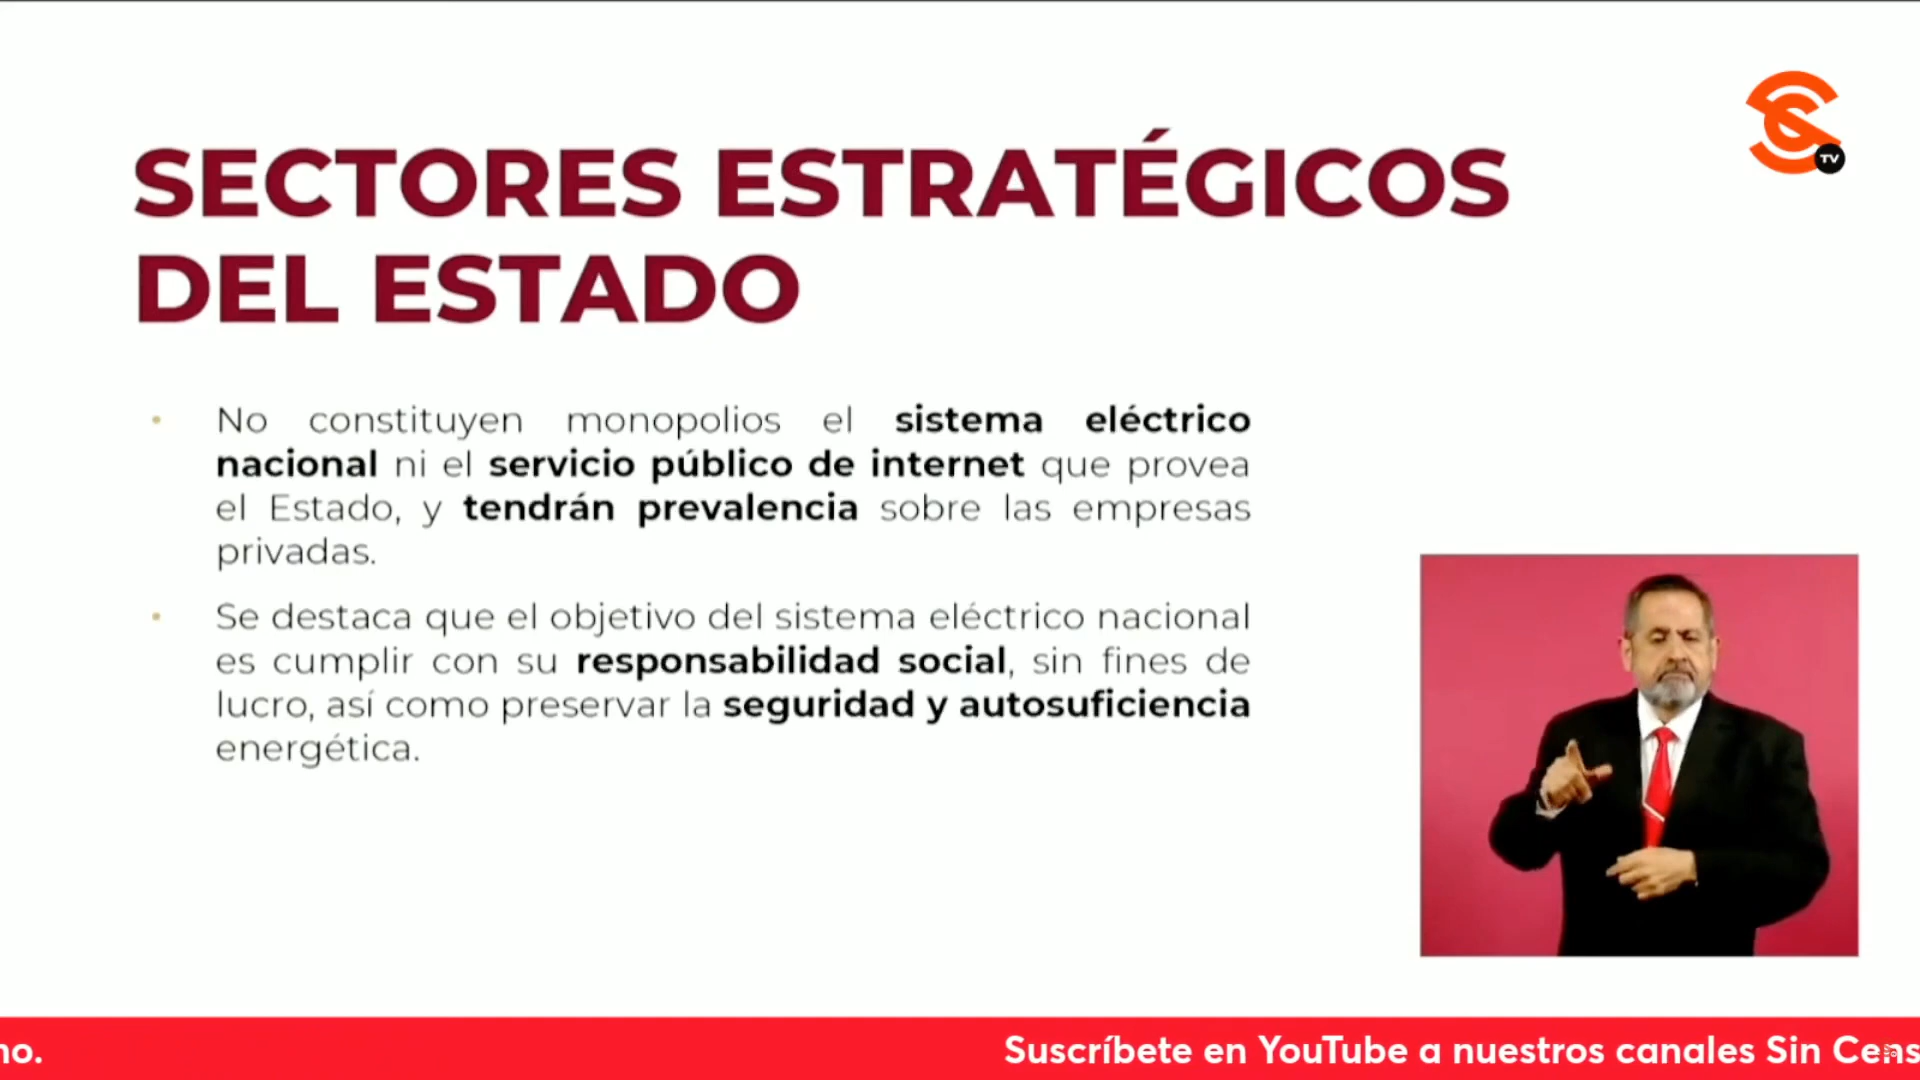 SECTORES ESTRATÉGICOS
DEL ESTADO
TV
• No constituyen monopolios el sistema eléctrico
nacional ni el servicio público de internet que provea
el Estado, y tendrán prevalencia sobre las empresas
privadas.
• Se destaca que el objetivo del sistema eléctrico nacional
es cumplir con su responsabilidad social, sin fines de
lucro, así como preservar la seguridad y autosuficiencia
energética.
no. Suscríbete en YouTube a nuestros canales Sin Cens